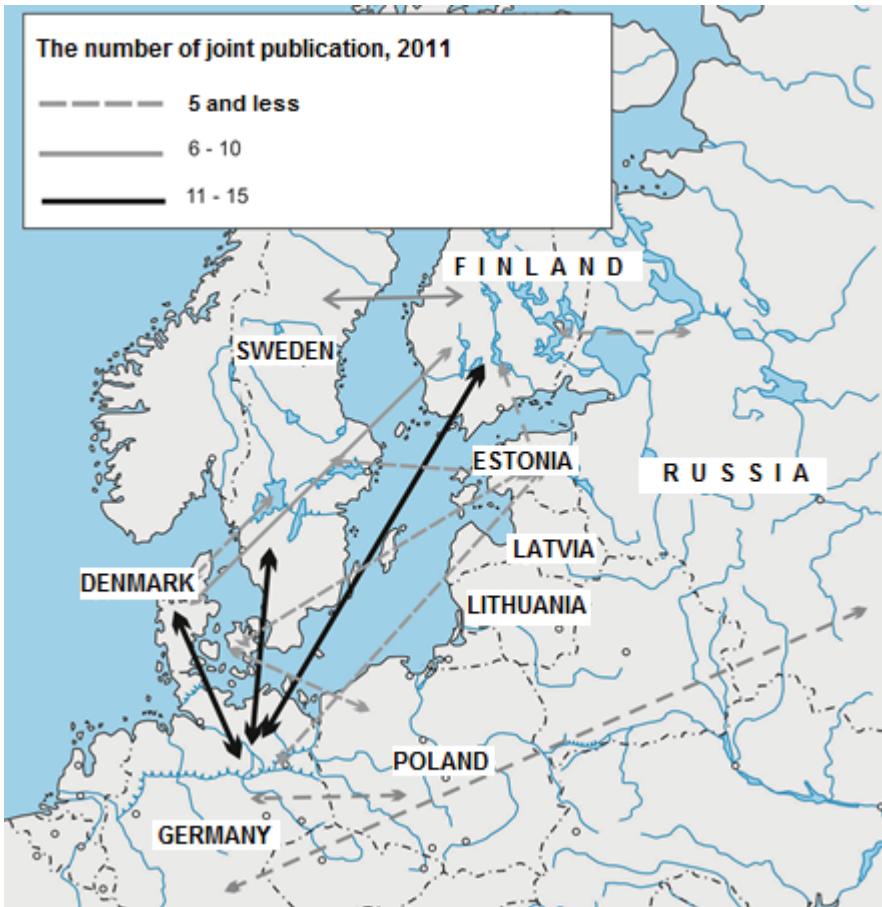 The number of joint publication, 2011
5 and less
6 - 10
11 - 15
FINLAND
SWEDEN
ESTONIA
RUSSIA
LATVIA
DENMARK
LITHUANIA
POLAND
GERMANY